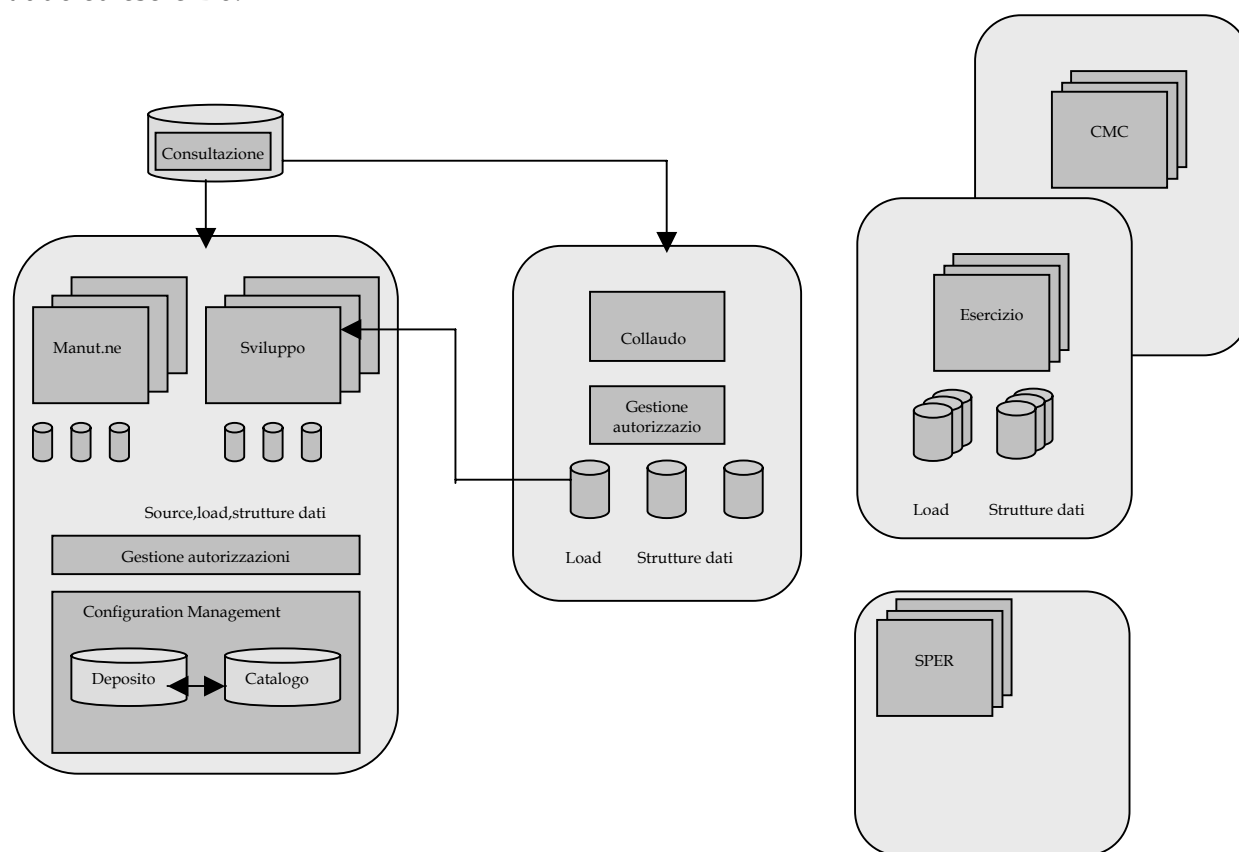 CMC
Consultazione
Esercizio
Manut.ne
Sviluppo
Collaudo
Gestione
autorizzazio
Source,load,strutture dati
Load
Strutture dati
Gestione autorizzazioni
Load
Strutture dati
Configuration Management
Deposito
Catalogo
SPER